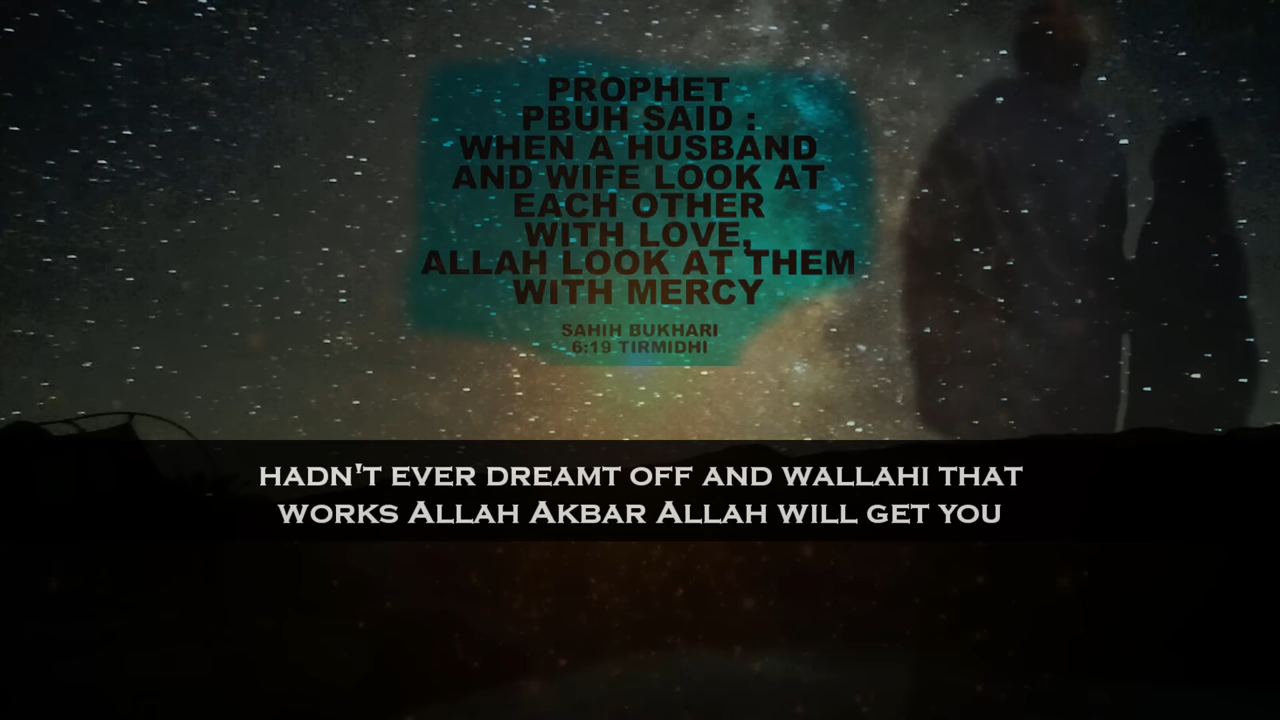 PROPHET
PBUH SAID :
WHEN A HUSBAND
AND WIFE LOOK AT
EACH OTHER
WITH LOVE,
ALLAH LOOK AT THEM
WITH MERCY
SAHIH BUKHARI
6:19 TIRMIDHI
HADN'T EVER DREAMT OFF AND WALLAHI THAT
WORKS ALLAH AKBAR ALLAH WILL GET YOU